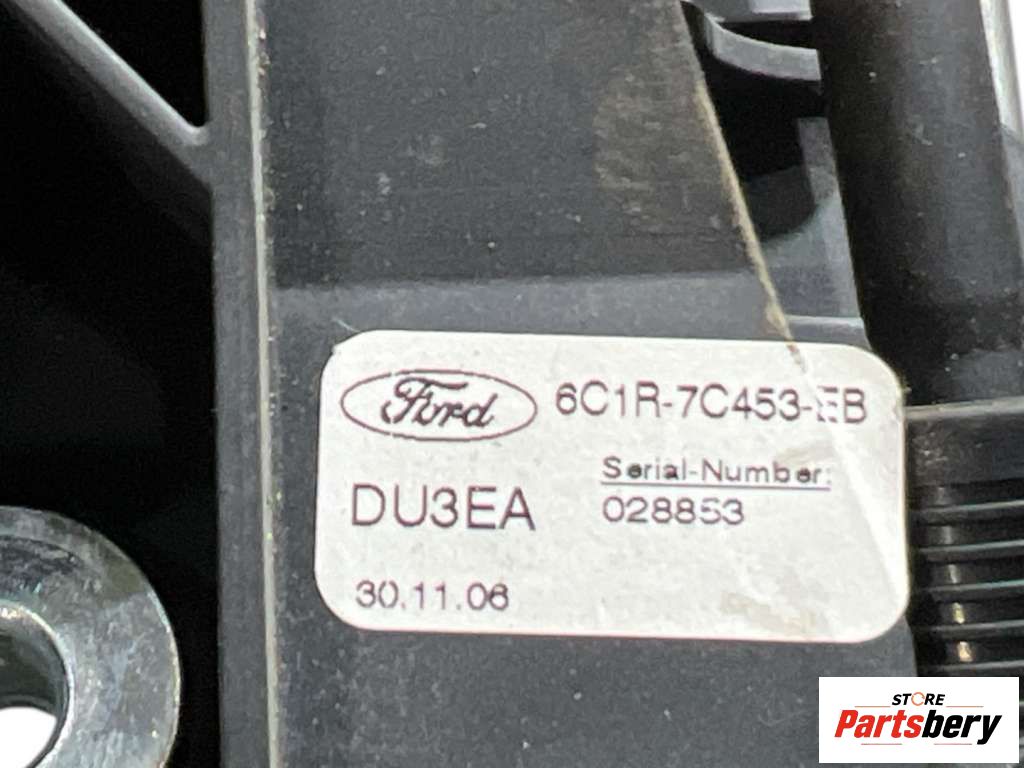 Ford 6C1R-7C453-EB
Serial-Number:
DU3EA 028853
30.11.06
STORE
Partsbery